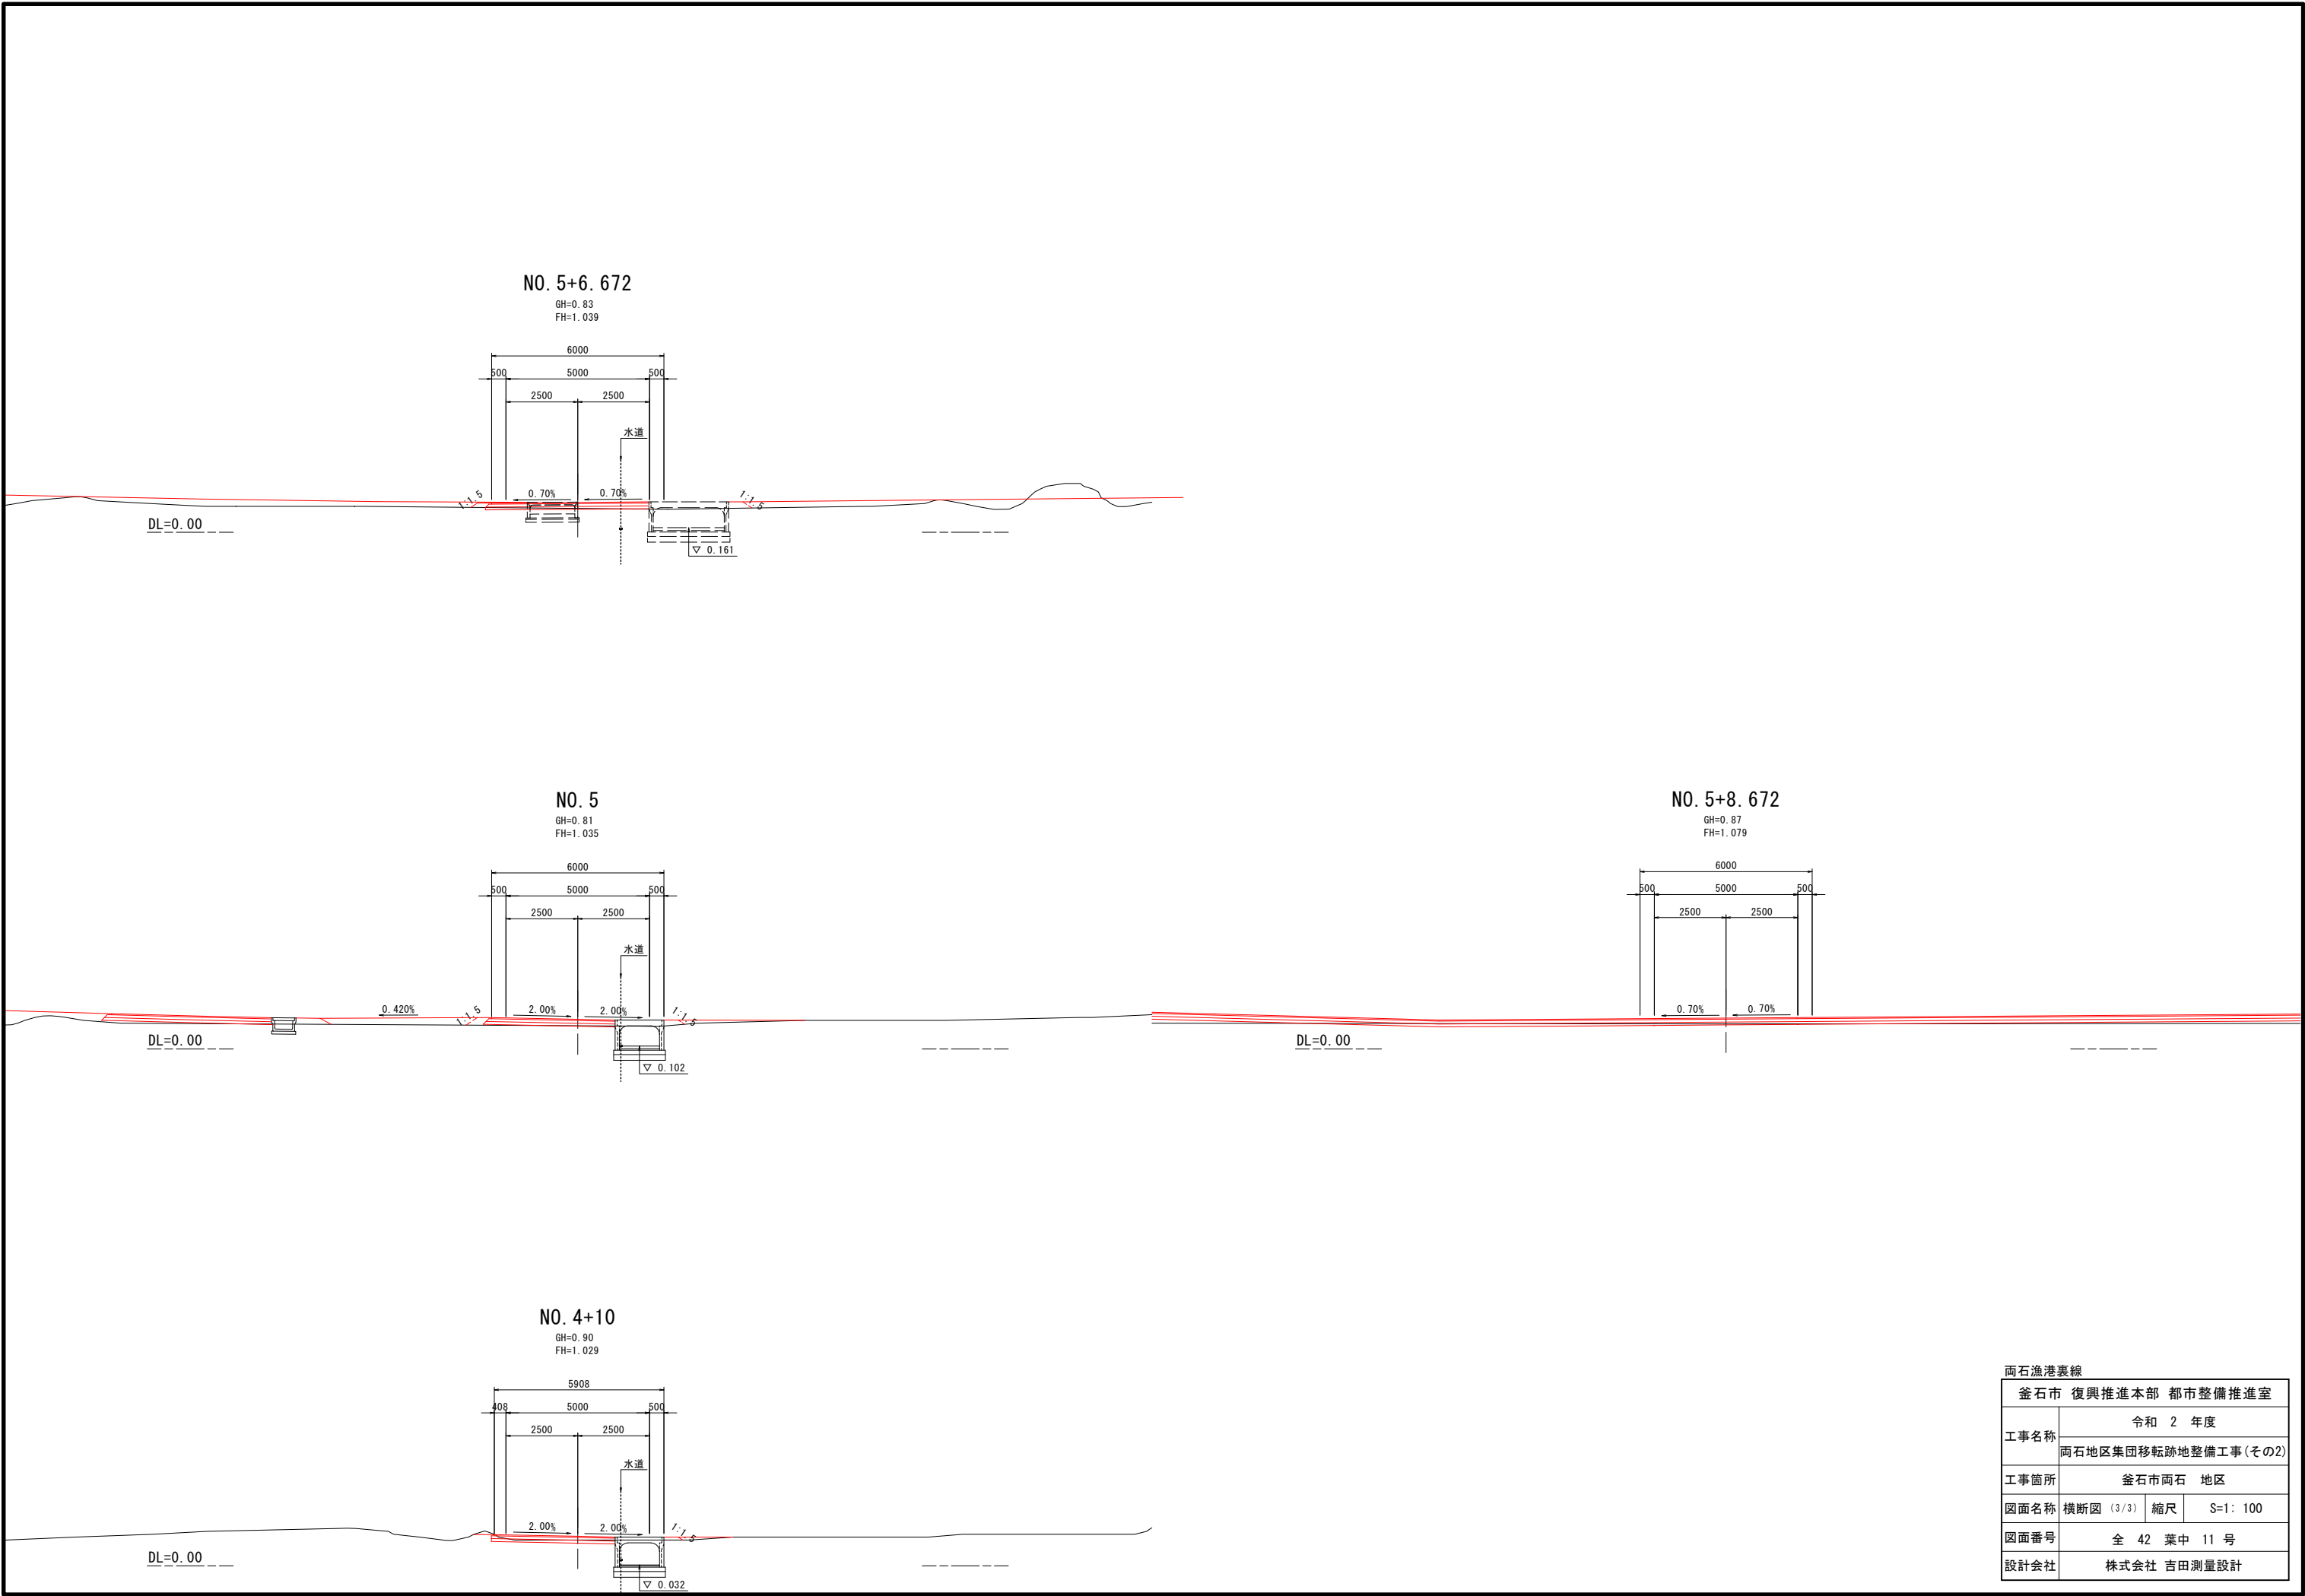 NO.5+6.672
GH=0.83
FH=1.039
6000
500 5000 500
2500 2500
水道
1:1.5 0.70% 0.70% 1:1.5
DL=0.00
▽ 0.161
NO.5
GH=0.81
FH=1.035
6000
500 5000 500
2500 2500
水道
0.420% 1:1.5 2.00% 2.00% 1:1.5
DL=0.00
▽ 0.102
NO.5+8.672
GH=0.87
FH=1.079
6000
500 5000 500
2500 2500
0.70% 0.70%
DL=0.00
NO.4+10
GH=0.90
FH=1.029
5908
408 5000 500
2500 2500
水道
2.00% 2.00% 1:1.5
DL=0.00
▽ 0.032
両石漁港裏線
釜石市 復興推進本部 都市整備推進室
工事名称 令和 2 年度
両石地区集団移転跡地整備工事(その2)
工事箇所 釜石市両石 地区
図面名称 横断図 (3/3) 縮尺 S=1: 100
図面番号 全 42 葉中 11 号
設計会社 株式会社 吉田測量設計